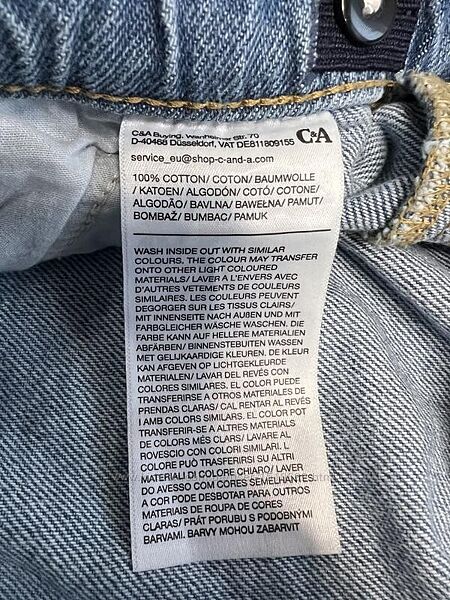 C&A Buying, Wanheimer Str. 70
D-40468 Düsseldorf, VAT DE811809155
C&A
service_eu@shop-c-and-a.com
100% COTTON/ COTON/ BAUMWOLLE
/ KATOEN/ ALGODÓN/ COTÓ/ COTONE/
ALGODÃO/ BAVLNA/ BAWEŁNA/ PAMUT/
BOMBAŽ/ BUMBAC/ PAMUK
WASH INSIDE OUT WITH SIMILAR
COLOURS. THE COLOUR MAY TRANSFER
ONTO OTHER LIGHT COLOURED
MATERIALS/ LAVER A L'ENVERS AVEC
D'AUTRES VETEMENTS DE COULEURS
SIMILAIRES. LES COULEURS PEUVENT
DEGORGER SUR LES TISSUS CLAIRS/
MIT INNENSEITE NACH AUßEN UND MIT
FARBGLEICHER WÄSCHE WASCHEN. DIE
FARBE KANN AUF HELLERE MATERIALIEN
ABFÄRBEN/ BINNENSTEBUITEN WASSEN
MET GELIJKAARDIGE KLEUREN. DE KLEUR
KAN AFGEVEN OP LICHTGEKLEURDE
MATERIALEN/ LAVAR DEL REVÉS CON
COLORES SIMILARES. EL COLOR PUEDE
TRANSFERIRSE A OTROS MATERIALES DE
PRENDAS CLARAS/ CAL RENTAR AL REVÉS
I AMB COLORS SIMILARS. EL COLOR POT
TRANSFERIR-SE A ALTRES MATERIALS
DE COLORS MÉS CLARS/ LAVARE AL
ROVESCIO CON COLORI SIMILARI. L
COLORE PUÒ TRASFERIRSI SU ALTRI
MATERIALI DI COLORE CHIARO/ LAVER
DO AVESSO COM CORES SEMELHANTES.
A COR PODE DESBOTAR PARA OUTROS
MATERIAIS DE ROUPA DE CORES
CLARAS/ PRÁT PORUBU S PODOBNÝMI
BARVAMI. BARVY MOHOU ZABARVIT